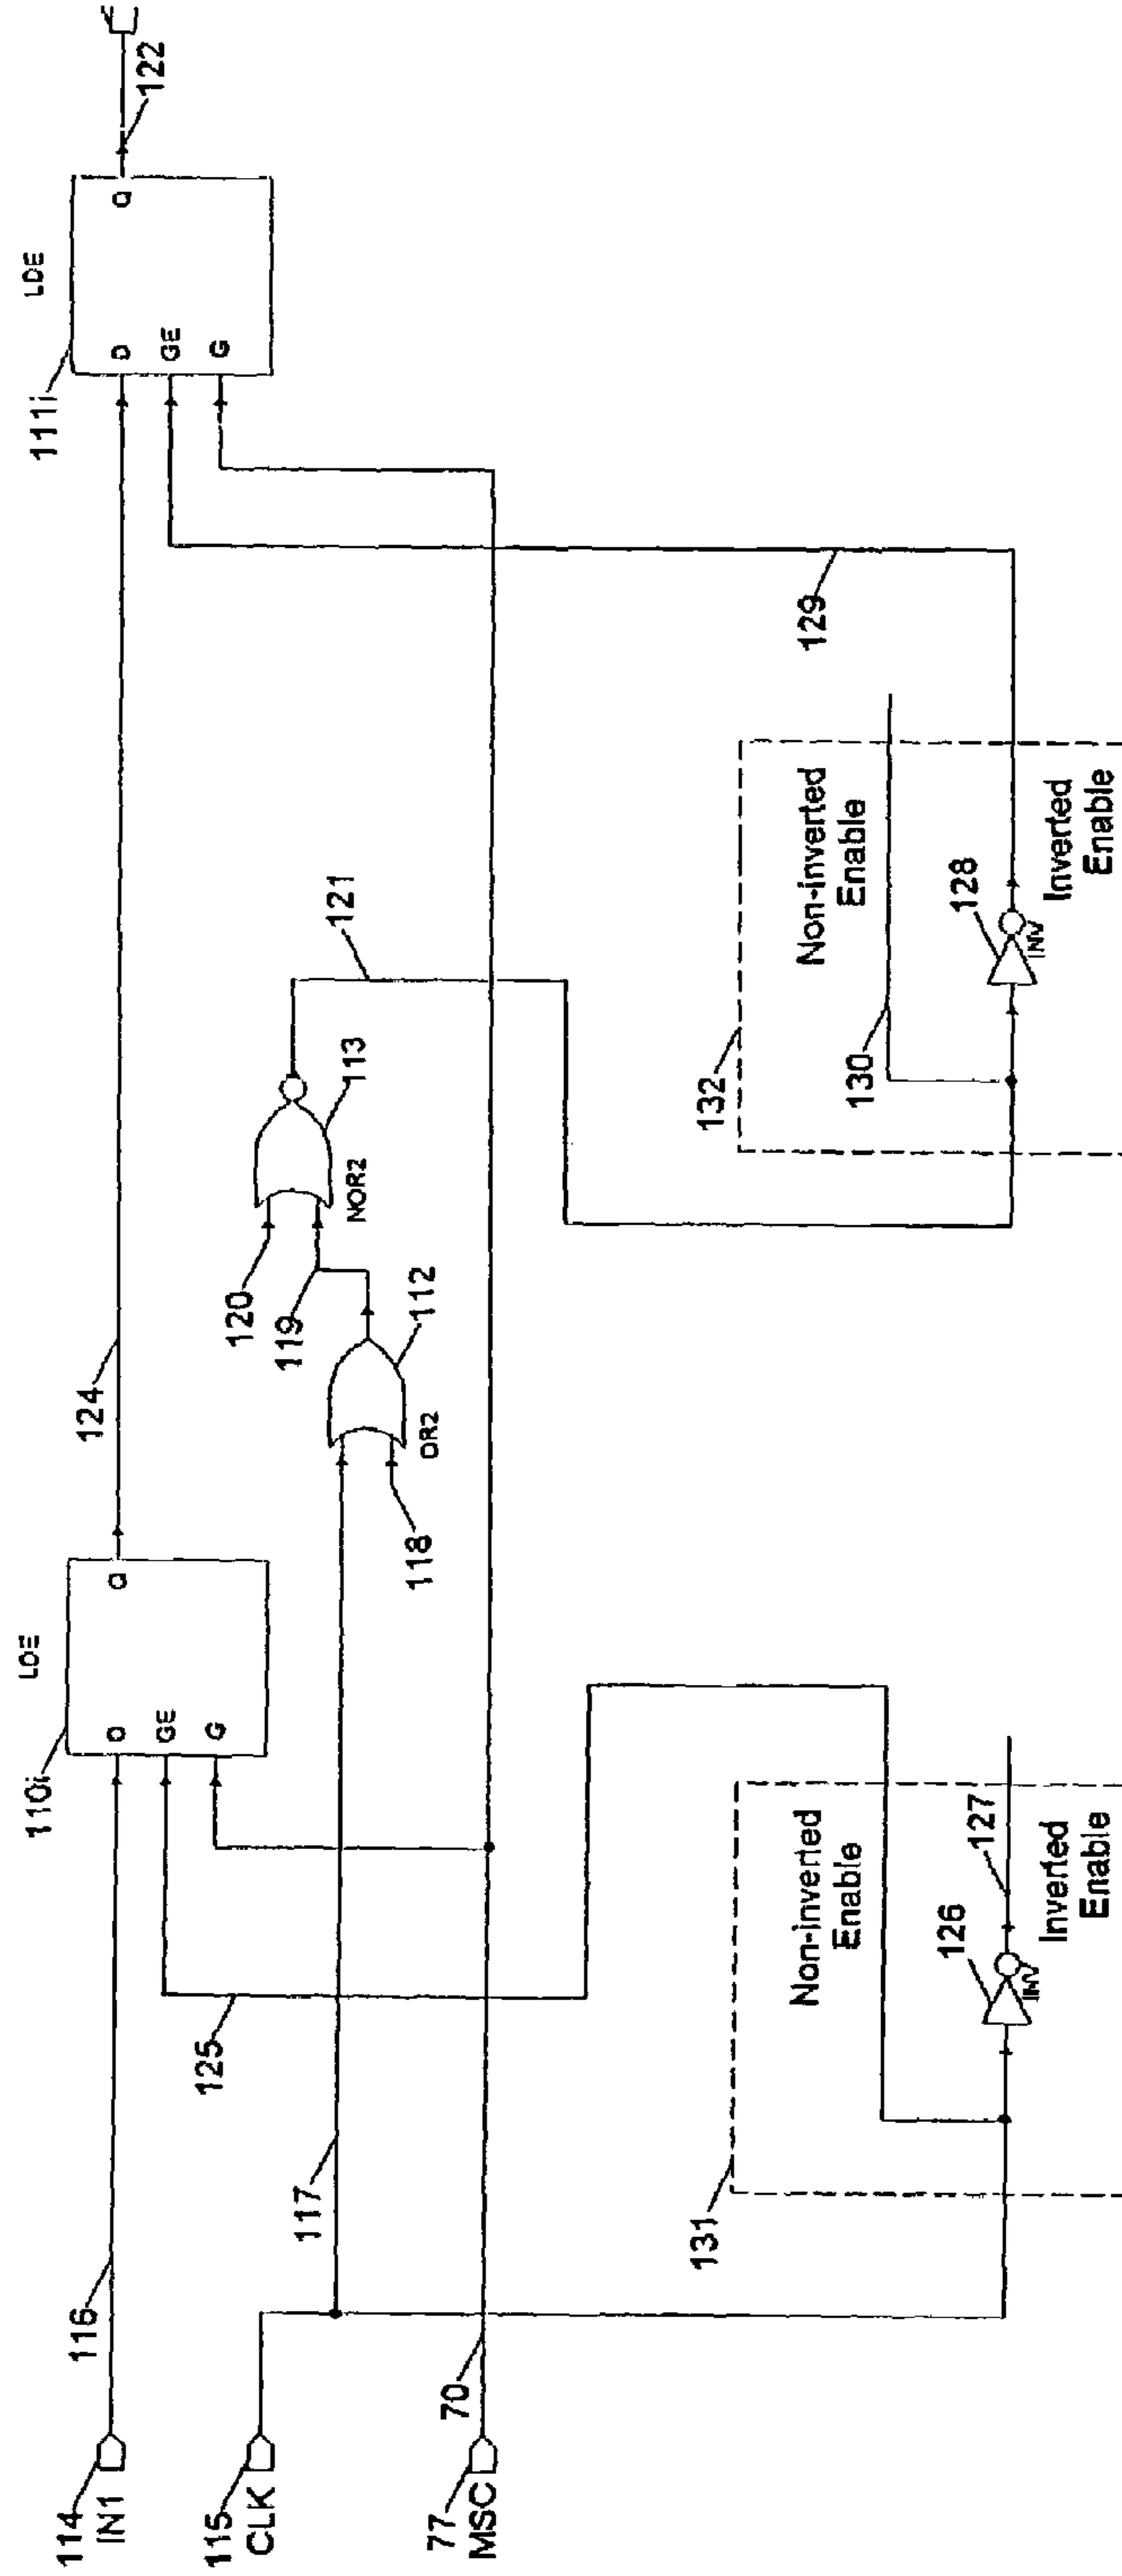 114
IN1
116
115
CLK
117
77
MSC
70
110i
LDE
D
GE
G
Q
125
124
118
OR2
112
119
120
NOR2
113
121
111i
LDE
D
GE
G
Q
122
131
Non-inverted
Enable
126
INV
127
Inverted
Enable
132
130
Non-inverted
Enable
128
INV
Inverted
Enable
129